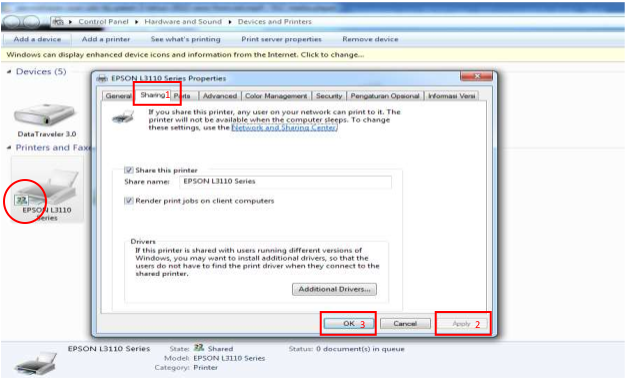 Control Panel ▸ Hardware and Sound ▸ Devices and Printers
Add a device Add a printer See what's printing Print server properties Remove device
Windows can display enhanced device icons and information from the Internet. Click to change...
Devices (5)
EPSON L3110 Series Properties
General Sharing 1 Ports Advanced Color Management Security Pengaturan Opsional Informasi Versi
If you share this printer, any user on your network can print to it. The
printer will not be available when the computer sleeps. To change
these settings, use the Network and Sharing Center.
DataTraveler 3.0
Printers and Faxe
Share this printer
Share name: EPSON L3110 Series
Render print jobs on client computers
EPSON L3110
Series
Drivers
If this printer is shared with users running different versions of
Windows, you may want to install additional drivers, so that the
users do not have to find the print driver when they connect to the
shared printer.
Additional Drivers...
OK 3 Cancel Apply 2
EPSON L3110 Series State: Shared Status: 0 document(s) in queue
Model: EPSON L3110 Series
Category: Printer